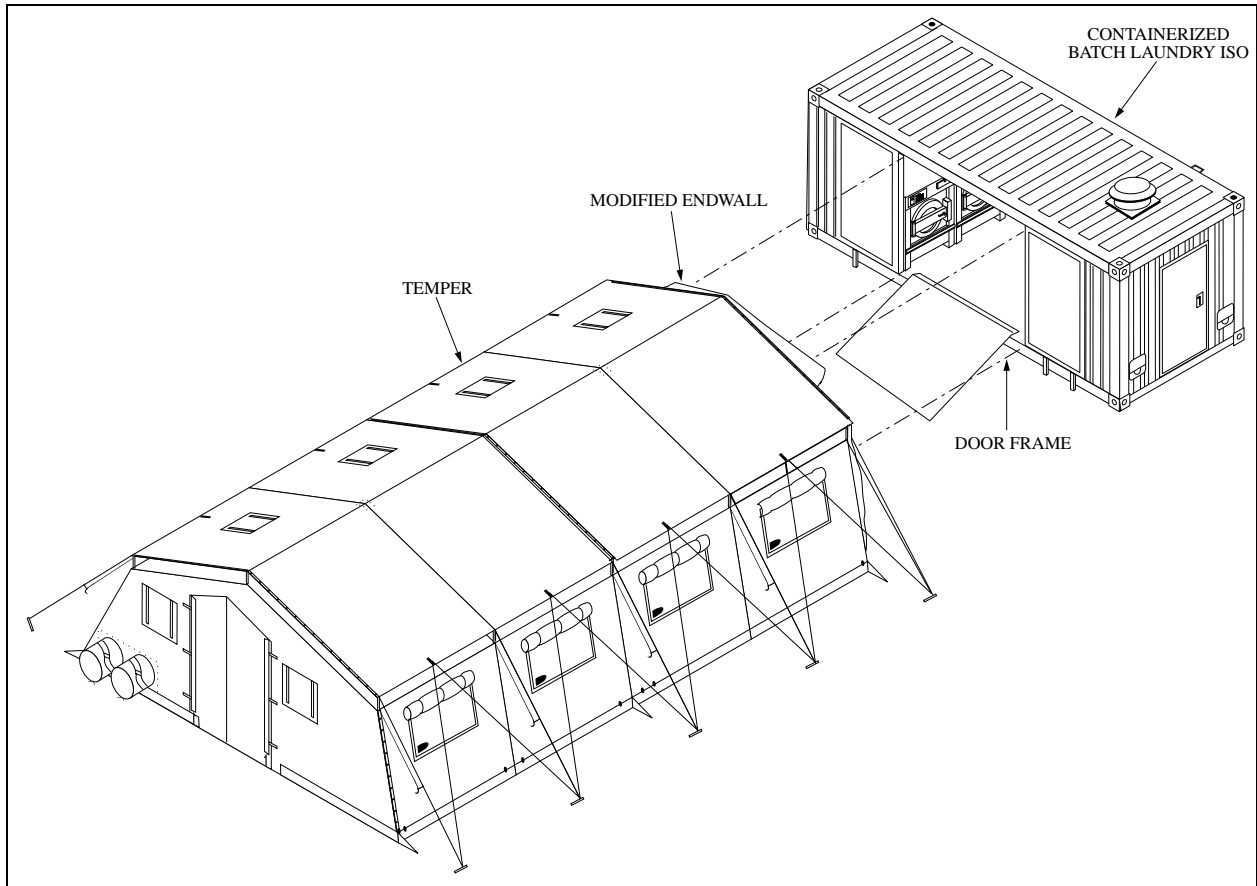 CONTAINERIZED
BATCH LAUNDRY ISO
MODIFIED ENDWALL
TEMPER
DOOR FRAME